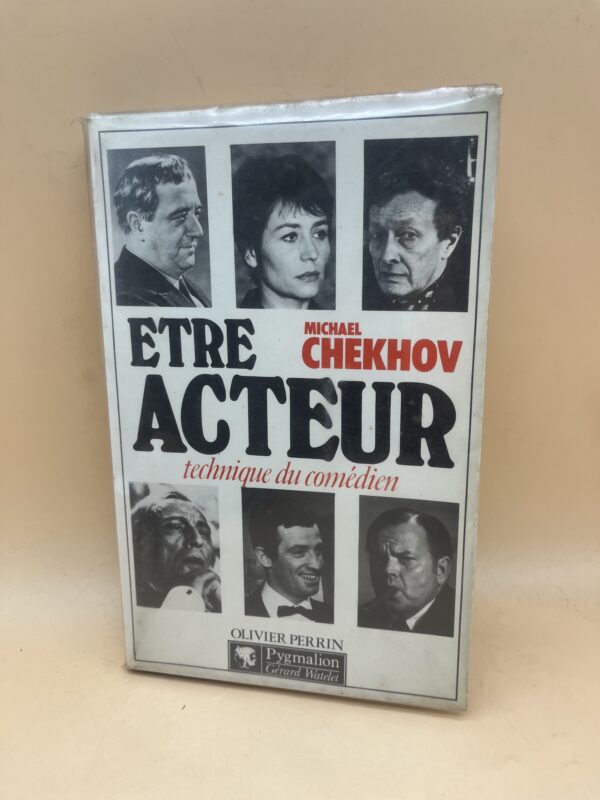 ETRE
MICHAEL
CHEKHOV
ACTEUR
technique du comédien
OLIVIER PERRIN
Pygmalion
Gérard Watelet